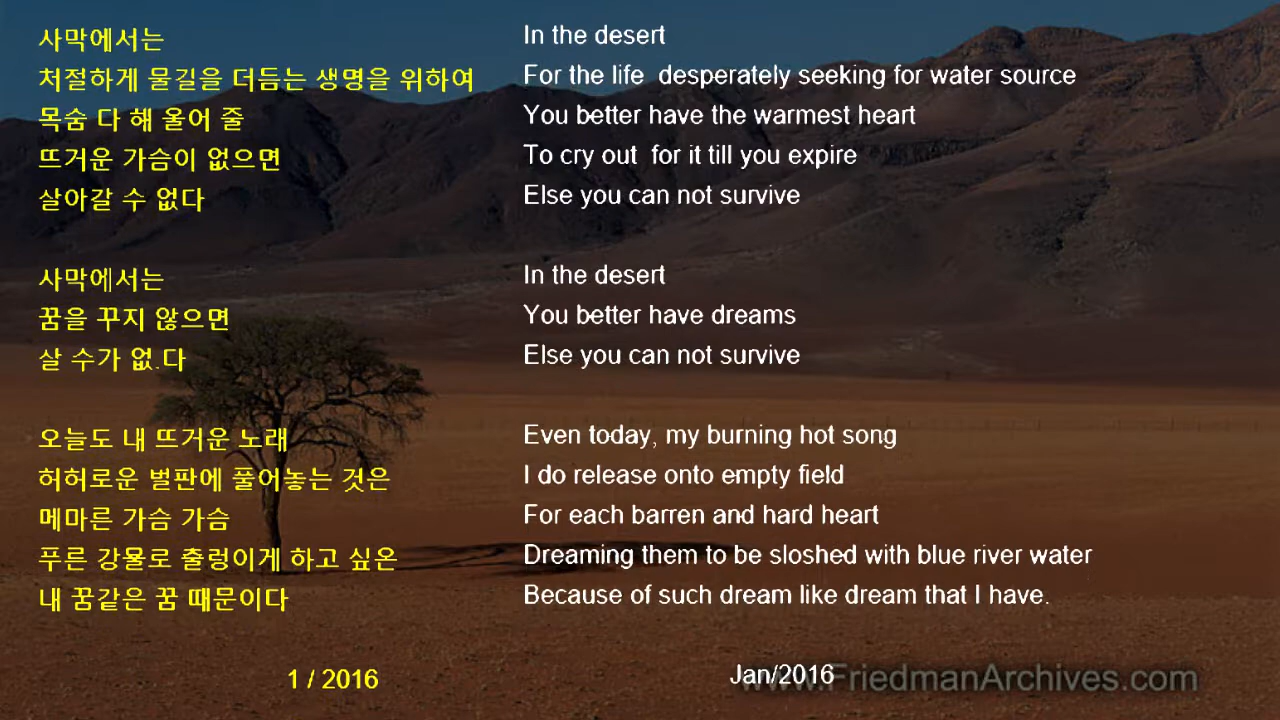 사막에서는
처절하게 물길을 더듬는 생명을 위하여
목숨 다 해 울어 줄
뜨거운 가슴이 없으면
살아갈 수 없다
사막에서는
꿈을 꾸지 않으면
살 수가 없.다
오늘도 내 뜨거운 노래
허허로운 벌판에 풀어놓는 것은
메마른 가슴 가슴
푸른 강물로 출렁이게 하고 싶은
내 꿈같은 꿈 때문이다
1 / 2016
In the desert
For the life  desperately seeking for water source
You better have the warmest heart
To cry out  for it till you expire
Else you can not survive
In the desert
You better have dreams
Else you can not survive
Even today, my burning hot song
I do release onto empty field
For each barren and hard heart
Dreaming them to be sloshed with blue river water
Because of such dream like dream that I have.
Jan/2016
www.FriedmanArchives.com